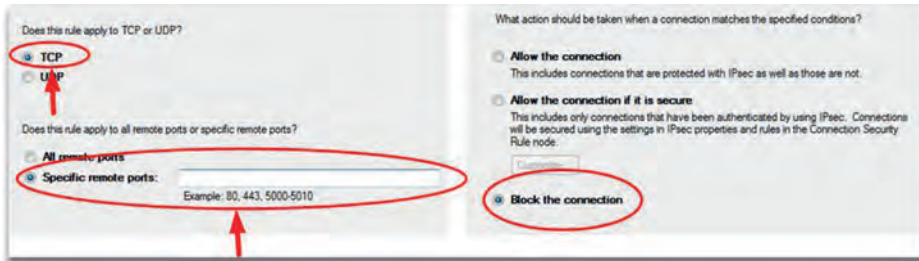 Does this rule apply to TCP or UDP?
TCP
UDP
Does this rule apply to all remote ports or specific remote ports?
All remote ports
Specific remote ports:
Example: 80, 443, 5000-5010
What action should be taken when a connection matches the specified conditions?
Allow the connection
This includes connections that are protected with IPsec as well as those are not.
Allow the connection if it is secure
This includes only connections that have been authenticated by using IPsec. Connections
will be secured using the settings in IPsec properties and rules in the Connection Security
Rule node.
Block the connection